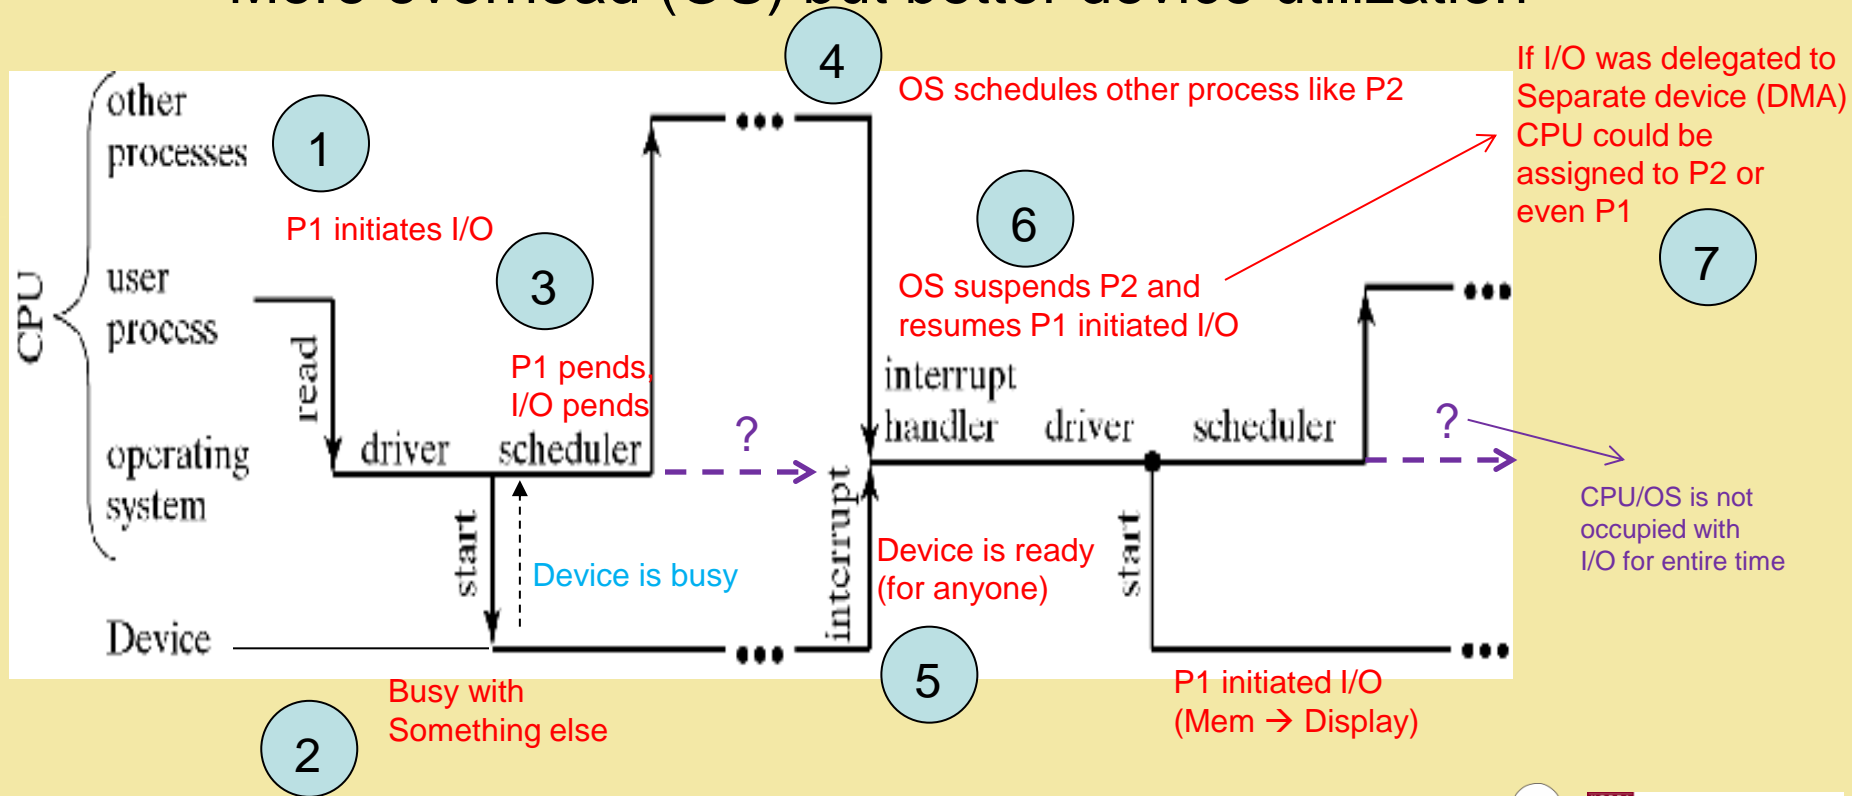 More overhead (OS) but better device utilization
4
OS schedules other process like P2
If I/O was delegated to
Separate device (DMA)
CPU could be
assigned to P2 or
even P1
7
other
processes
1
P1 initiates I/O
3
6
OS suspends P2 and
resumes P1 initiated I/O
CPU
user
process
read
P1 pends,
I/O pends
?
interrupt
handler
driver
scheduler
?
operating
system
driver
scheduler
CPU/OS is not
occupied with
I/O for entire time
start
Device is busy
interrupt
Device is ready
(for anyone)
start
Device
5
Busy with
Something else
2
P1 initiated I/O
(Mem → Display)